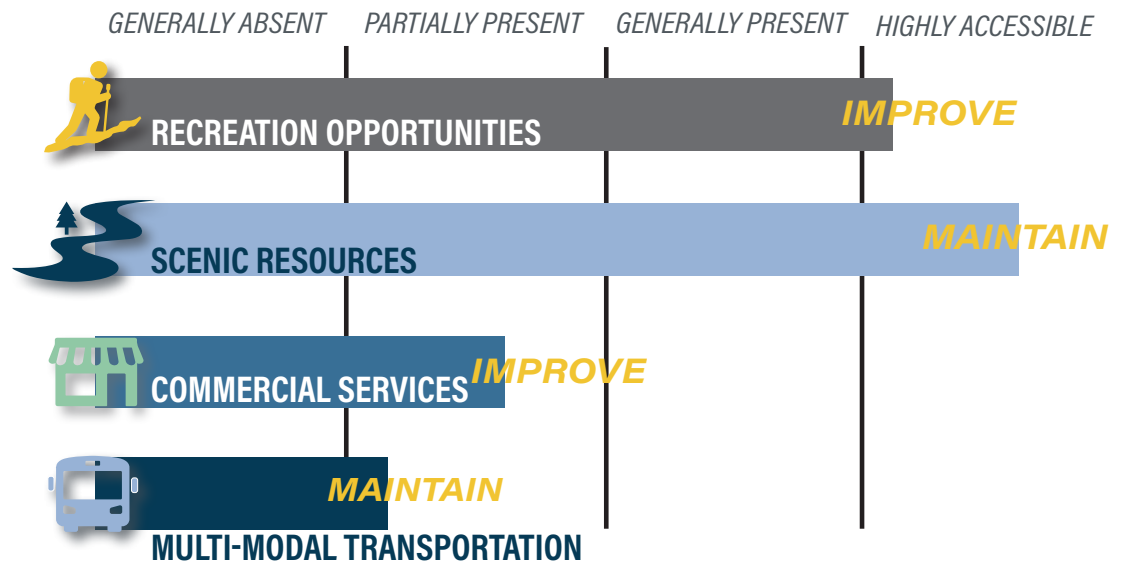 GENERALLY ABSENT PARTIALLY PRESENT GENERALLY PRESENT HIGHLY ACCESSIBLE
IMPROVE
RECREATION OPPORTUNITIES
MAINTAIN
SCENIC RESOURCES
IMPROVE
COMMERCIAL SERVICES
MAINTAIN
MULTI-MODAL TRANSPORTATION